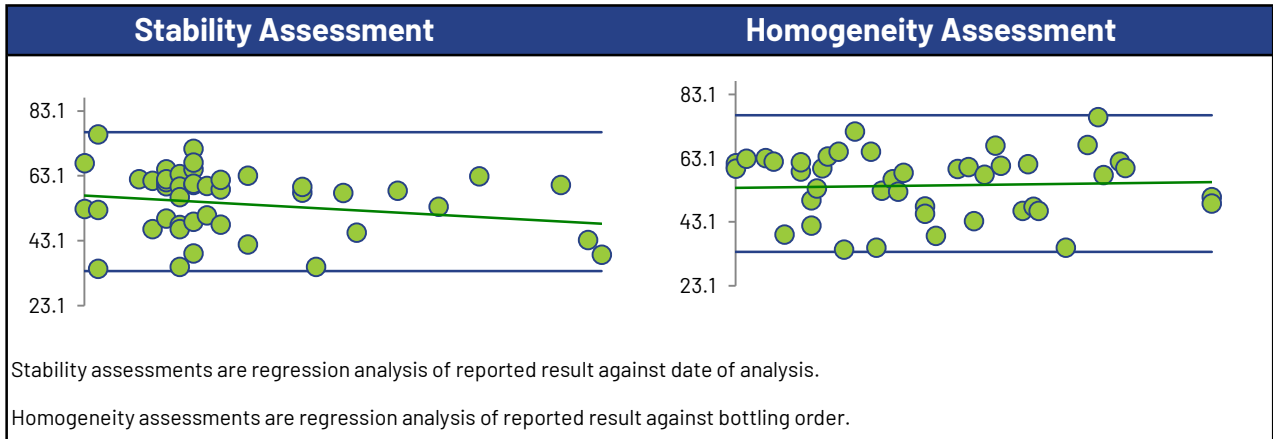 Stability Assessment
Homogeneity Assessment
83.1
63.1
43.1
23.1
83.1
63.1
43.1
23.1
Stability assessments are regression analysis of reported result against date of analysis.
Homogeneity assessments are regression analysis of reported result against bottling order.